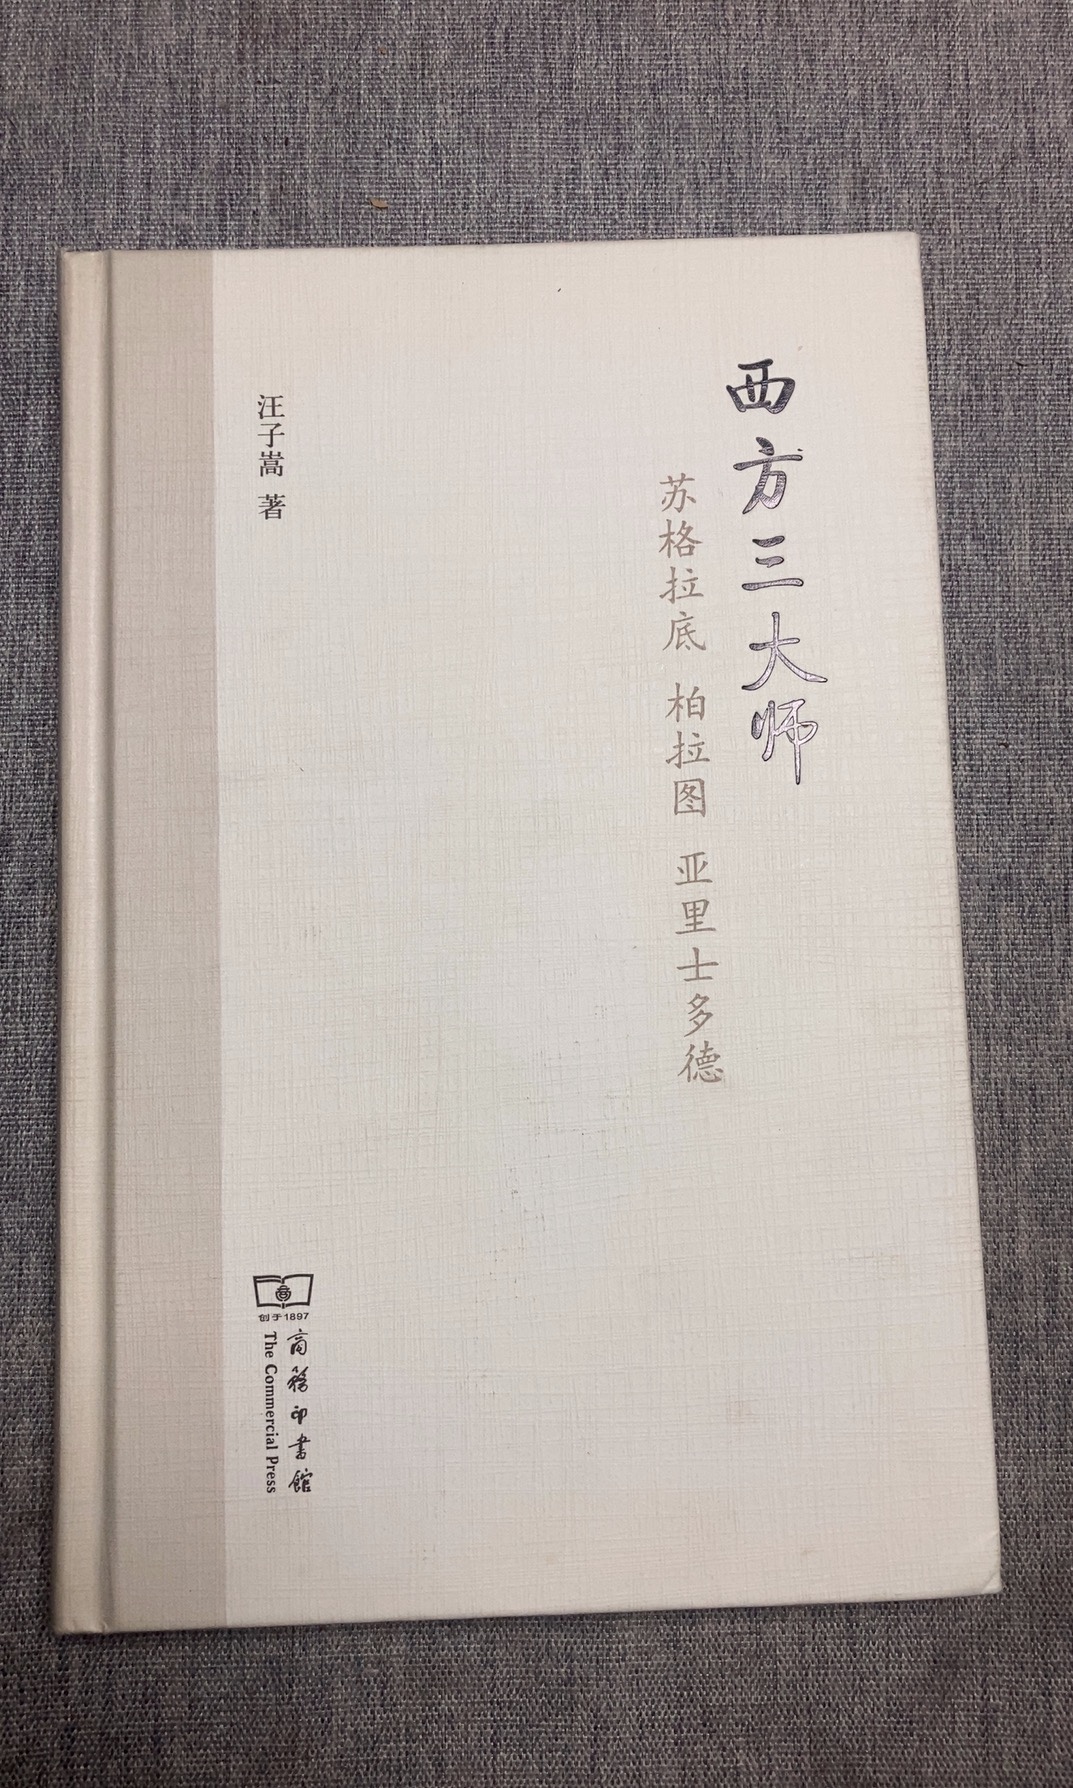 西方三大师
苏格拉底 柏拉图 亚里士多德
汪子嵩 著
创于1897
商務印書館
The Commercial Press